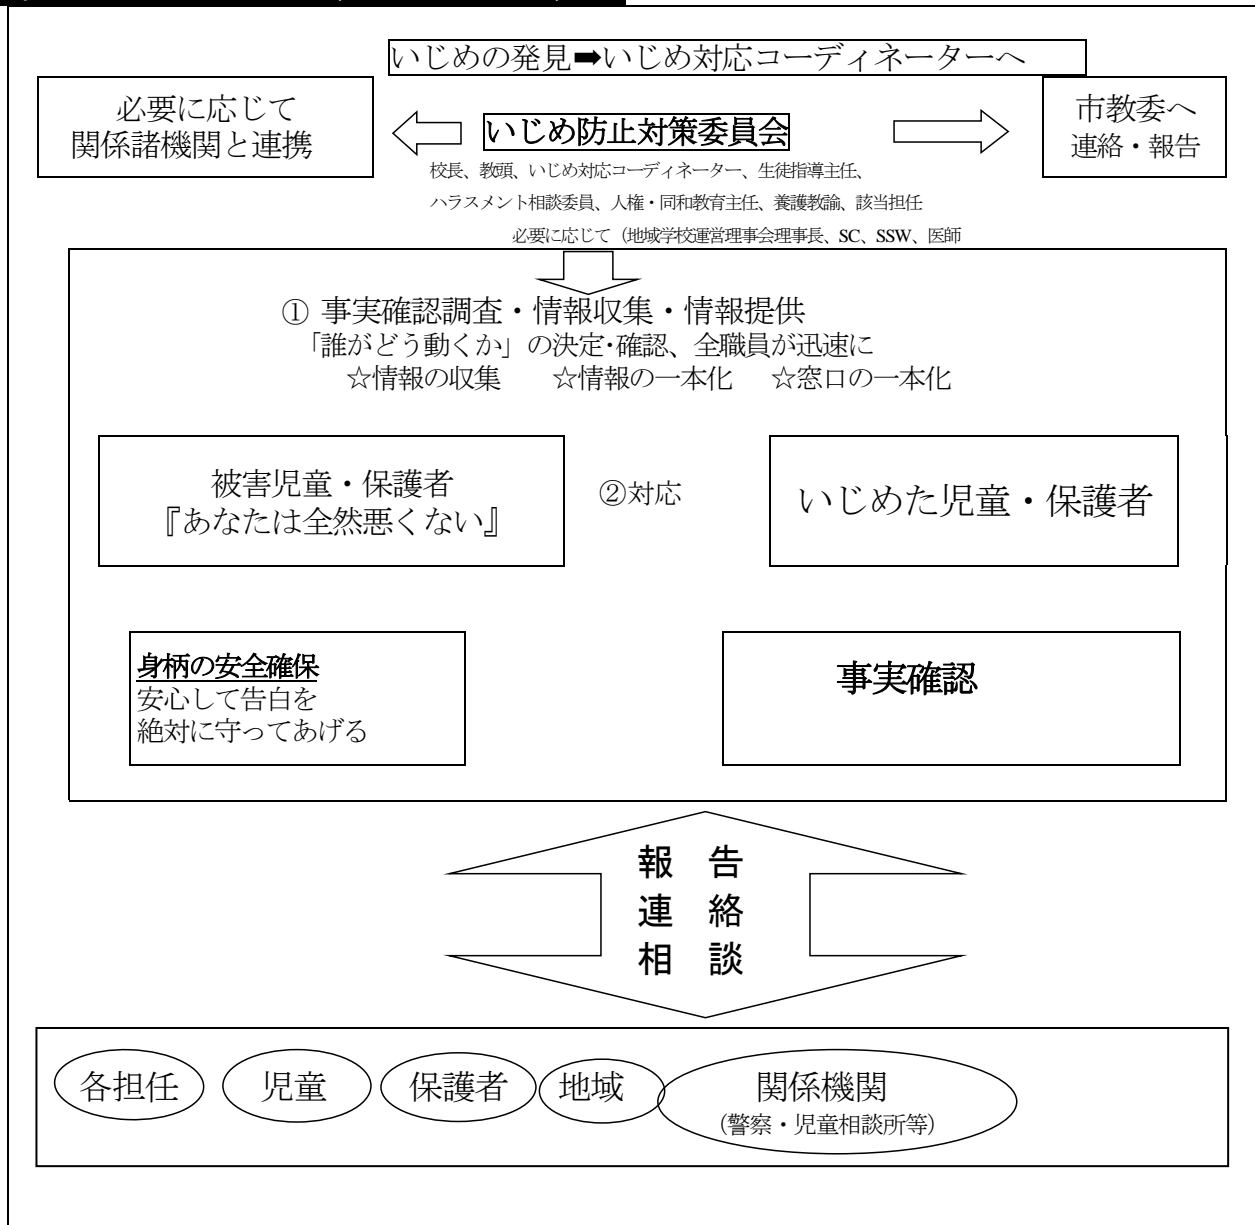 いじめの発見➡いじめ対応コーディネーターへ
必要に応じて
関係諸機関と連携
いじめ防止対策委員会
市教委へ
連絡・報告
校長、教頭、いじめ対応コーディネーター、生徒指導主任、
ハラスメント相談委員、人権・同和教育主任、養護教諭、該当担任
必要に応じて（地域学校運営理事会理事長、SC、SSW、医師
① 事実確認調査・情報収集・情報提供
「誰がどう動くか」の決定･確認、全職員が迅速に
☆情報の収集　　☆情報の一本化　　☆窓口の一本化
被害児童・保護者
『あなたは全然悪くない』
②対応
いじめた児童・保護者
身柄の安全確保
安心して告白を
絶対に守ってあげる
事実確認
報　告
連　絡
相　談
各担任
児童
保護者
地域
関係機関
（警察・児童相談所等）